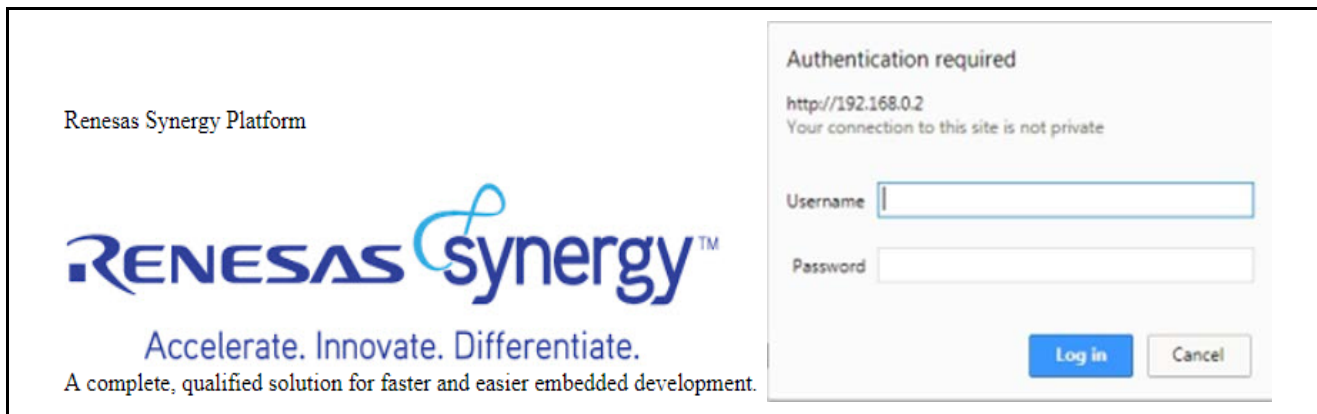 Renesas Synergy Platform
RENESAS synergy™
Accelerate. Innovate. Differentiate.
A complete, qualified solution for faster and easier embedded development.
Authentication required
http://192.168.0.2
Your connection to this site is not private
Username
Password
Log in
Cancel